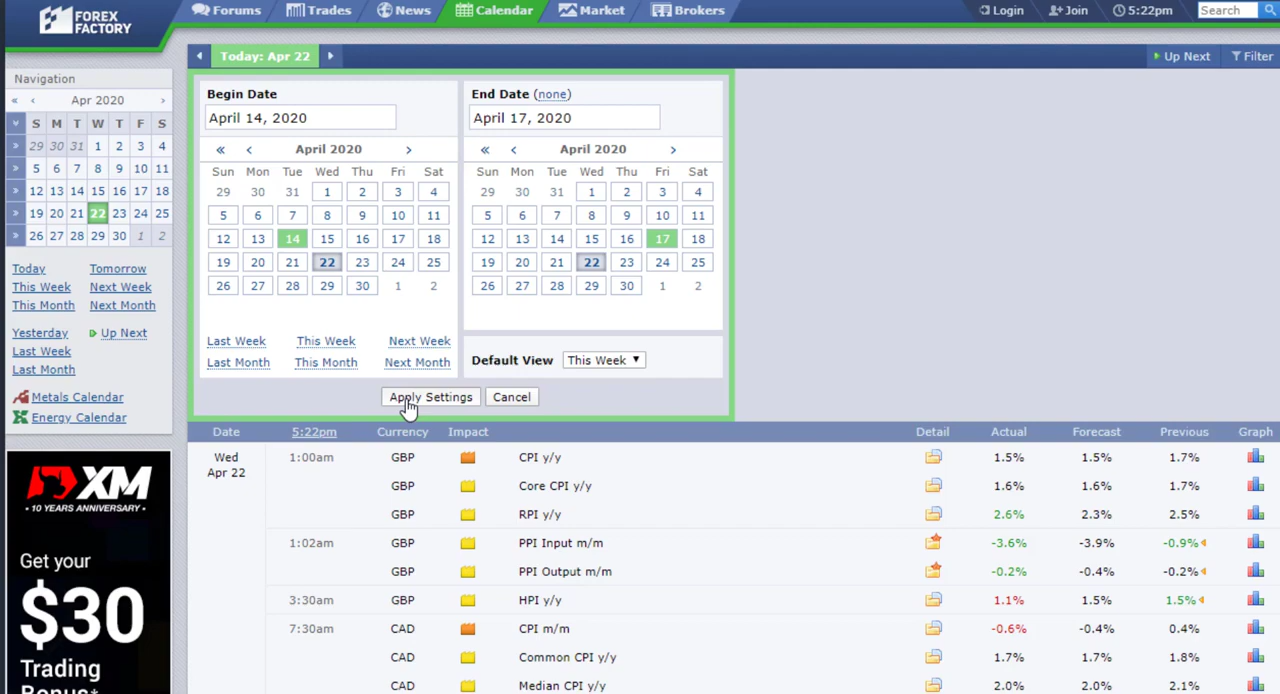 FOREX FACTORY
Forums Trades News Calendar Market Brokers Login Join 5:22pm Search
Today: Apr 22 Up Next Filter
Navigation
« ‹ Apr 2020 ›
S M T W T F S
29 30 31 1 2 3 4
5 6 7 8 9 10 11
12 13 14 15 16 17 18
19 20 21 22 23 24 25
26 27 28 29 30 1 2
Today Tomorrow
This Week Next Week
This Month Next Month
Yesterday Up Next
Last Week
Last Month
Metals Calendar
Energy Calendar
XM
10 YEARS ANNIVERSARY
Get your
$30
Trading
Bonus*
Begin Date
April 14, 2020
« ‹ April 2020 ›
Sun Mon Tue Wed Thu Fri Sat
29 30 31 1 2 3 4
5 6 7 8 9 10 11
12 13 14 15 16 17 18
19 20 21 22 23 24 25
26 27 28 29 30 1 2
Last Week This Week Next Week
Last Month This Month Next Month
End Date (none)
April 17, 2020
« ‹ April 2020 ›
Sun Mon Tue Wed Thu Fri Sat
29 30 31 1 2 3 4
5 6 7 8 9 10 11
12 13 14 15 16 17 18
19 20 21 22 23 24 25
26 27 28 29 30 1 2
Default View This Week
Apply Settings Cancel
Date 5:22pm Currency Impact Detail Actual Forecast Previous Graph
Wed Apr 22 1:00am GBP CPI y/y 1.5% 1.5% 1.7%
GBP Core CPI y/y 1.6% 1.6% 1.7%
GBP RPI y/y 2.6% 2.3% 2.5%
1:02am GBP PPI Input m/m -3.6% -3.9% -0.9%
GBP PPI Output m/m -0.2% -0.4% -0.2%
3:30am GBP HPI y/y 1.1% 1.5% 1.5%
7:30am CAD CPI m/m -0.6% -0.4% 0.4%
CAD Common CPI y/y 1.7% 1.7% 1.8%
CAD Median CPI y/y 2.0% 2.0% 2.1%